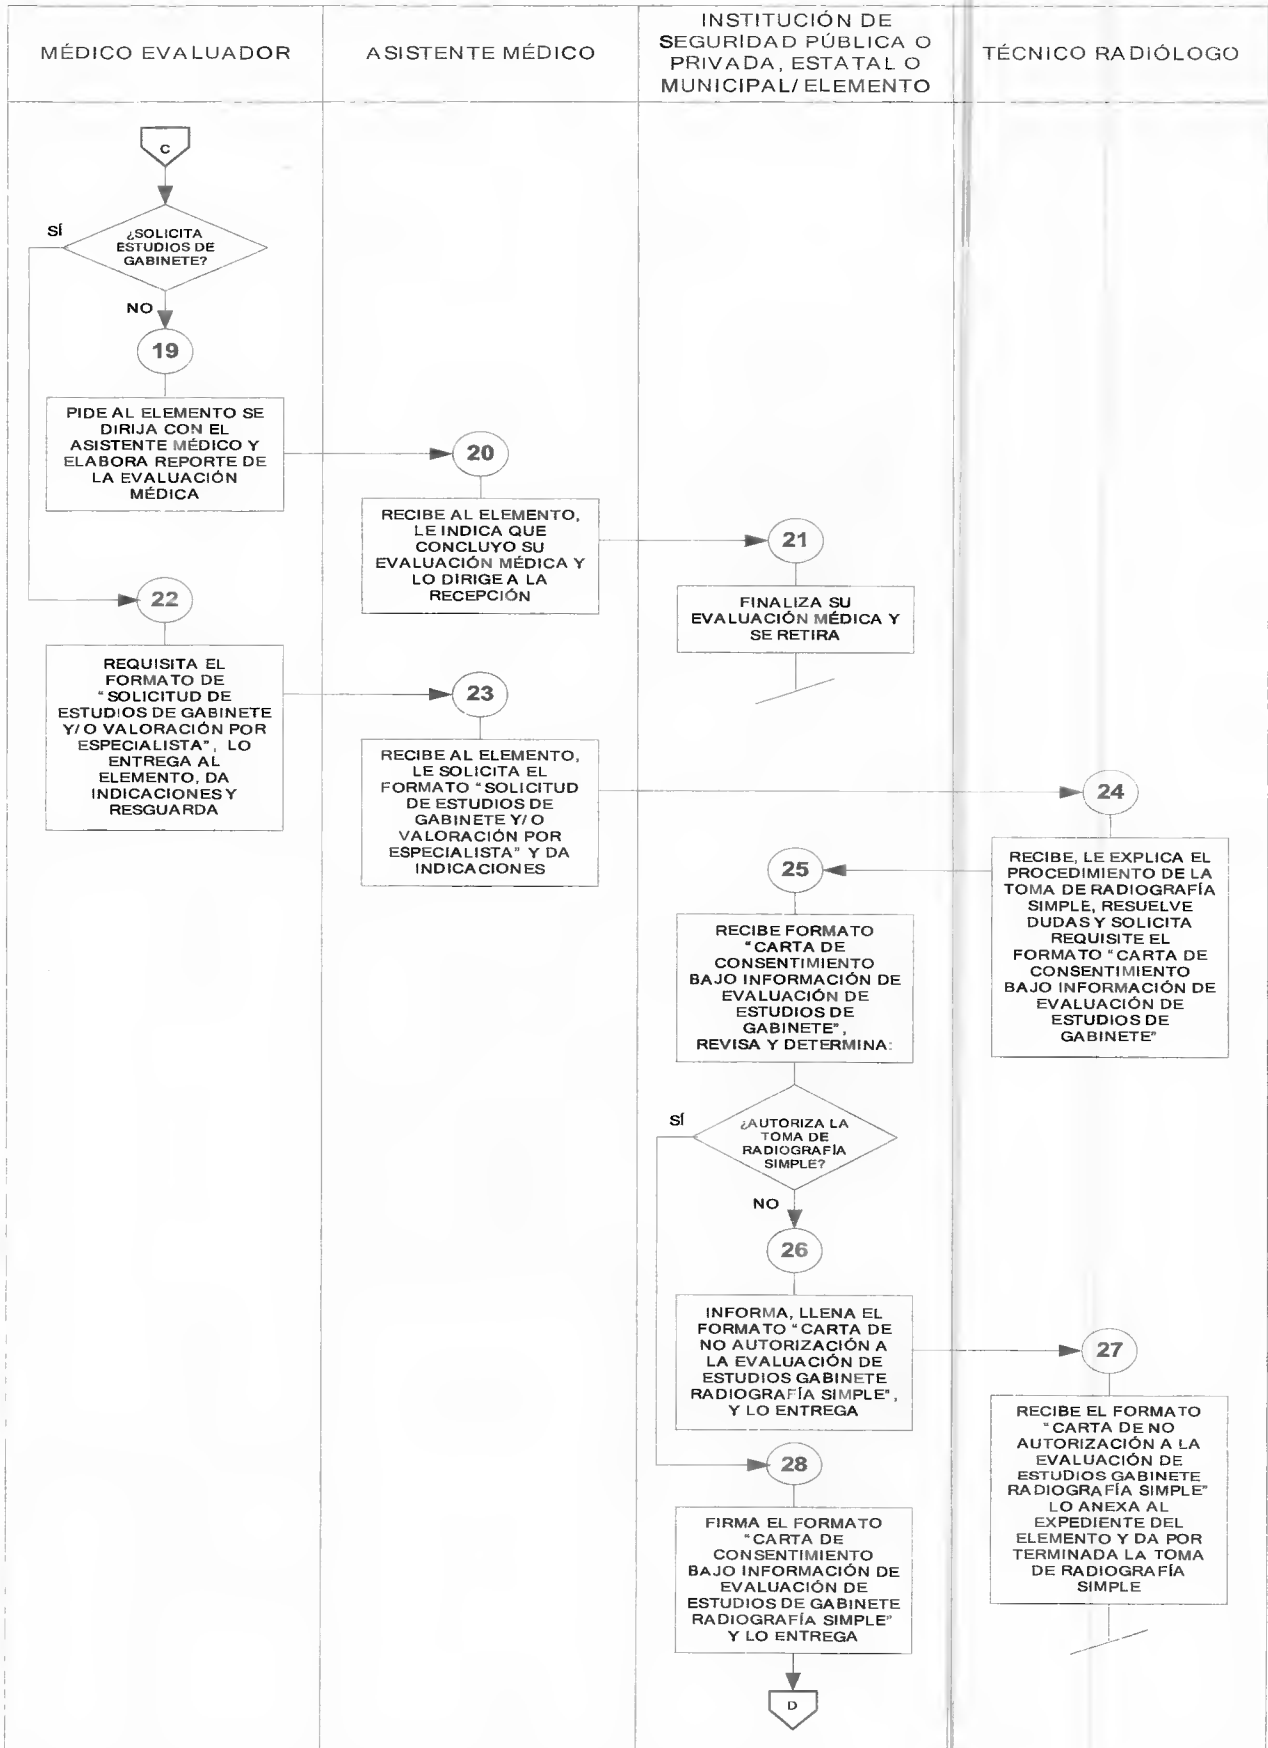 MÉDICO EVALUADOR
ASISTENTE MÉDICO
INSTITUCIÓN DE
SEGURIDAD PÚBLICA O
PRIVADA, ESTATAL O
MUNICIPAL/ELEMENTO
TÉCNICO RADIÓLOGO
C
SÍ
¿SOLICITA
ESTUDIOS DE
GABINETE?
NO
19
PIDE AL ELEMENTO SE
DIRIJA CON EL
ASISTENTE MÉDICO Y
ELABORA REPORTE DE
LA EVALUACIÓN
MÉDICA
20
RECIBE AL ELEMENTO,
LE INDICA QUE
CONCLUYO SU
EVALUACIÓN MÉDICA Y
LO DIRIGE A LA
RECEPCIÓN
21
FINALIZA SU
EVALUACIÓN MÉDICA Y
SE RETIRA
22
REQUISITA EL
FORMATO DE
"SOLICITUD DE
ESTUDIOS DE GABINETE
Y/O VALORACIÓN POR
ESPECIALISTA", LO
ENTREGA AL
ELEMENTO, DA
INDICACIONES Y
RESGUARDA
23
RECIBE AL ELEMENTO,
LE SOLICITA EL
FORMATO "SOLICITUD
DE ESTUDIOS DE
GABINETE Y/O
VALORACIÓN POR
ESPECIALISTA" Y DA
INDICACIONES
24
RECIBE, LE EXPLICA EL
PROCEDIMIENTO DE LA
TOMA DE RADIOGRAFÍA
SIMPLE, RESUELVE
DUDAS Y SOLICITA
REQUISITE EL
FORMATO "CARTA DE
CONSENTIMIENTO
BAJO INFORMACIÓN DE
EVALUACIÓN DE
ESTUDIOS DE
GABINETE"
25
RECIBE FORMATO
"CARTA DE
CONSENTIMIENTO
BAJO INFORMACIÓN DE
EVALUACIÓN DE
ESTUDIOS DE
GABINETE",
REVISA Y DETERMINA:
SÍ
¿AUTORIZA LA
TOMA DE
RADIOGRAFÍA
SIMPLE?
NO
26
INFORMA, LLENA EL
FORMATO "CARTA DE
NO AUTORIZACIÓN A
LA EVALUACIÓN DE
ESTUDIOS GABINETE
RADIOGRAFÍA SIMPLE",
Y LO ENTREGA
27
RECIBE EL FORMATO
"CARTA DE NO
AUTORIZACIÓN A LA
EVALUACIÓN DE
ESTUDIOS GABINETE
RADIOGRAFÍA SIMPLE"
LO ANEXA AL
EXPEDIENTE DEL
ELEMENTO Y DA POR
TERMINADA LA TOMA
DE RADIOGRAFÍA
SIMPLE
28
FIRMA EL FORMATO
"CARTA DE
CONSENTIMIENTO
BAJO INFORMACIÓN DE
EVALUACIÓN DE
ESTUDIOS DE GABINETE
RADIOGRAFÍA SIMPLE"
Y LO ENTREGA
D